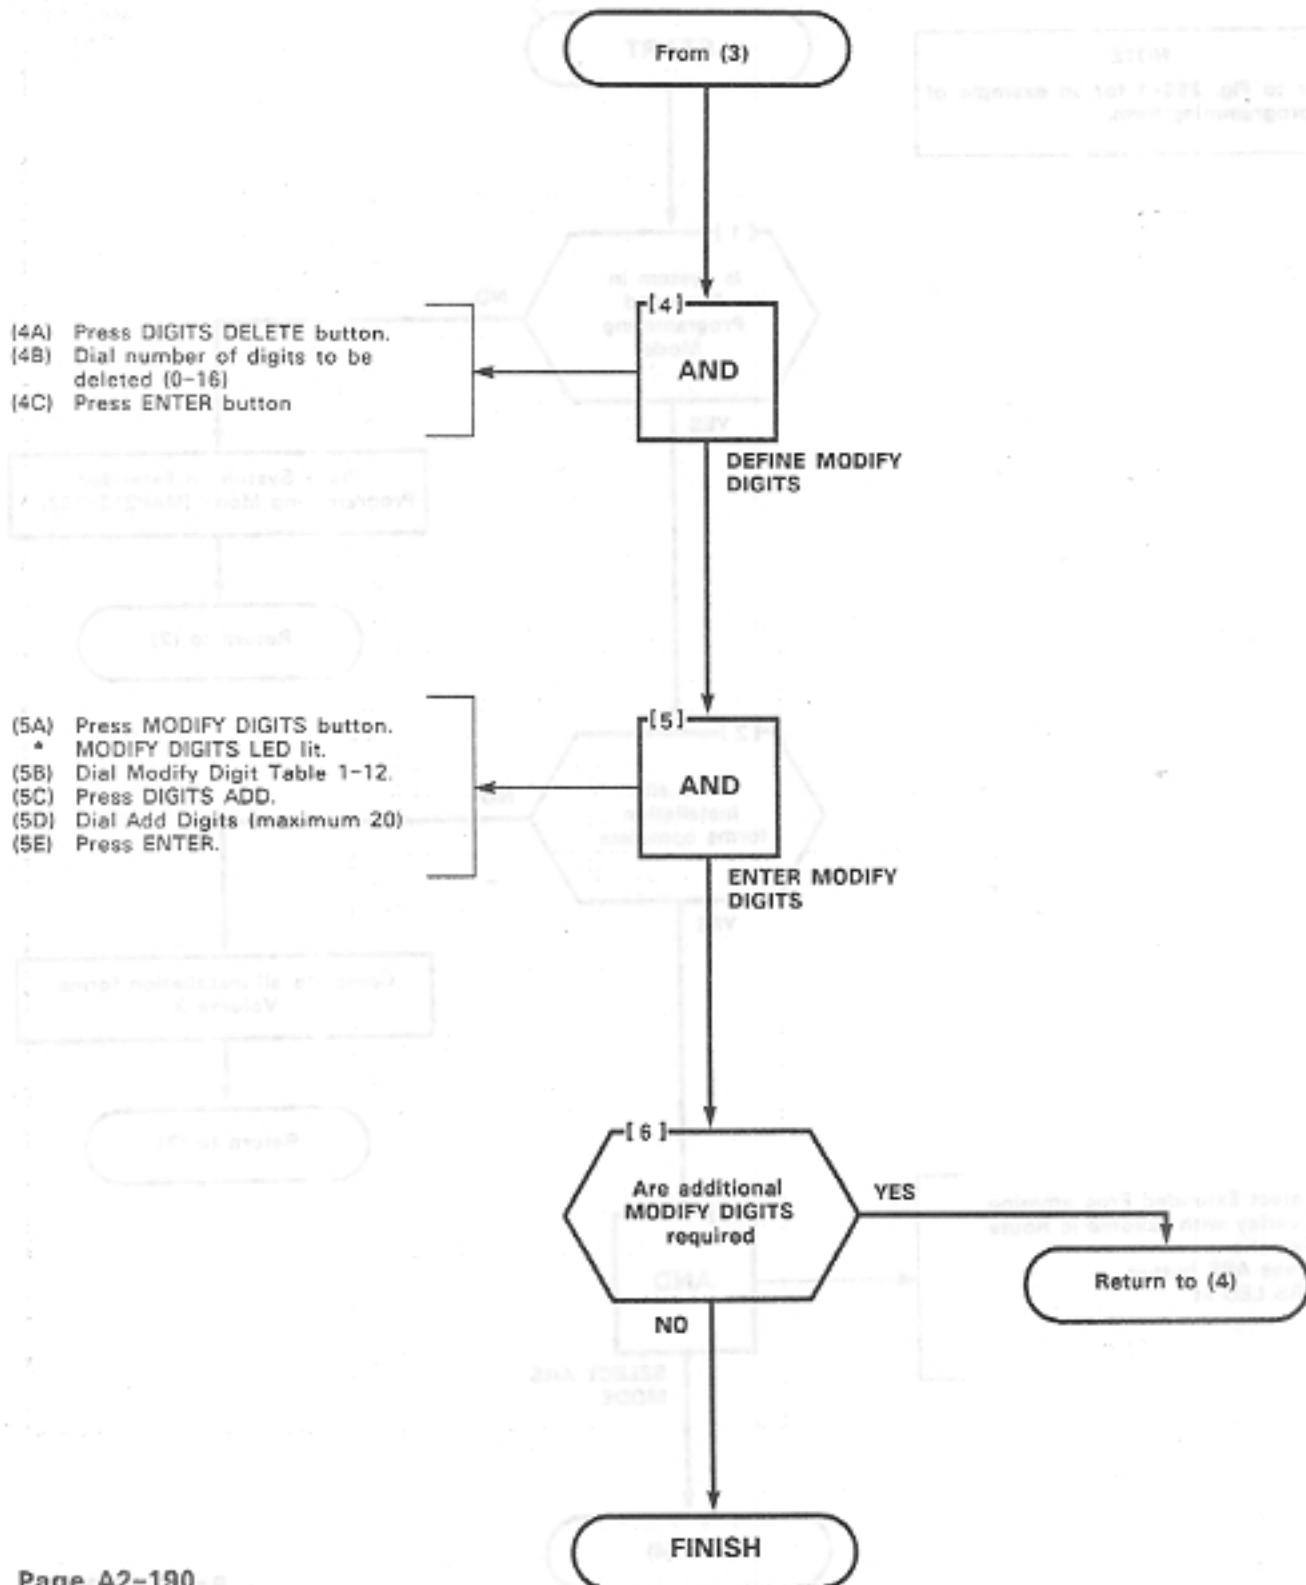 From (3)
[4]
AND
(4A) Press DIGITS DELETE button.
(4B) Dial number of digits to be
deleted (0-16)
(4C) Press ENTER button
DEFINE MODIFY
DIGITS
[5]
AND
(5A) Press MODIFY DIGITS button.
* MODIFY DIGITS LED lit.
(5B) Dial Modify Digit Table 1-12.
(5C) Press DIGITS ADD.
(5D) Dial Add Digits (maximum 20)
(5E) Press ENTER.
ENTER MODIFY
DIGITS
[6]
Are additional
MODIFY DIGITS
required
YES
Return to (4)
NO
FINISH
Page A2-190